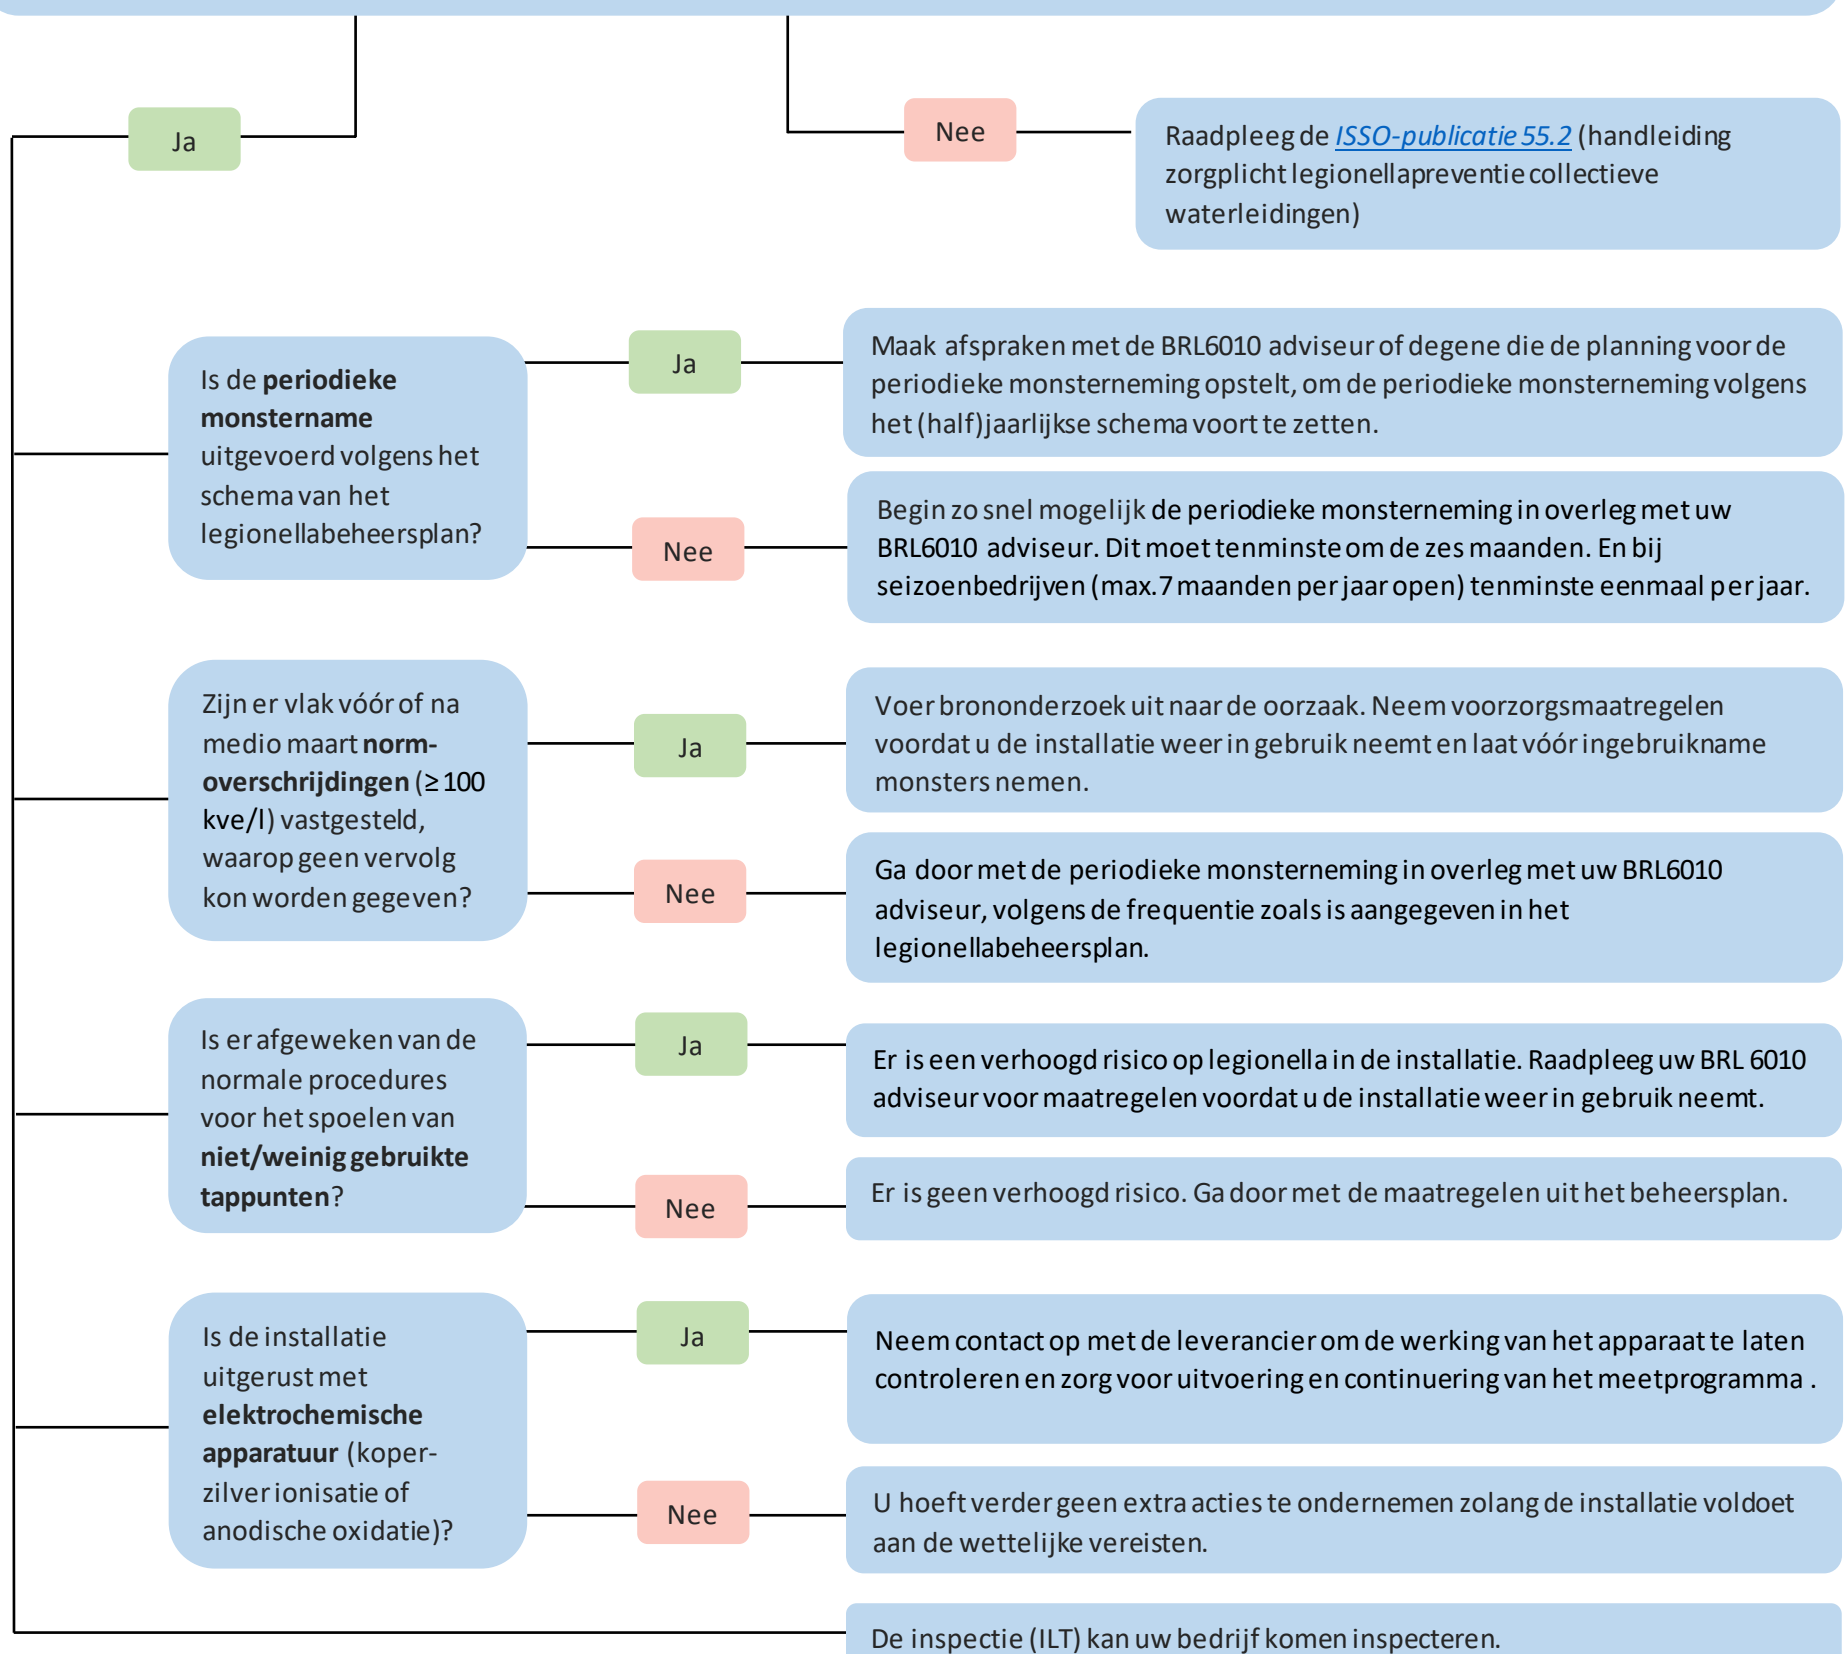 Ja
Nee
Raadpleeg de ISSO-publicatie 55.2 (handleiding
zorgplicht legionellapreventie collectieve
waterleidingen)
Is de periodieke
monstername
uitgevoerd volgens het
schema van het
legionellabeheersplan?
Ja
Maak afspraken met de BRL6010 adviseur of degene die de planning voor de
periodieke monsterneming opstelt, om de periodieke monsterneming volgens
het (half)jaarlijkse schema voort te zetten.
Nee
Begin zo snel mogelijk de periodieke monsterneming in overleg met uw
BRL6010 adviseur. Dit moet tenminste om de zes maanden. En bij
seizoenbedrijven (max.7 maanden per jaar open) tenminste eenmaal per jaar.
Zijn er vlak vóór of na
medio maart norm-
overschrijdingen (≥ 100
kve/l) vastgesteld,
waarop geen vervolg
kon worden gegeven?
Ja
Voer brononderzoek uit naar de oorzaak. Neem voorzorgsmaatregelen
voordat u de installatie weer in gebruik neemt en laat vóór ingebruikname
monsters nemen.
Nee
Ga door met de periodieke monsterneming in overleg met uw BRL6010
adviseur, volgens de frequentie zoals is aangegeven in het
legionellabeheersplan.
Is er afgeweken van de
normale procedures
voor het spoelen van
niet/weinig gebruikte
tappunten?
Ja
Er is een verhoogd risico op legionella in de installatie. Raadpleeg uw BRL 6010
adviseur voor maatregelen voordat u de installatie weer in gebruik neemt.
Nee
Er is geen verhoogd risico. Ga door met de maatregelen uit het beheersplan.
Is de installatie
uitgerust met
elektrochemische
apparatuur (koper-
zilver ionisatie of
anodische oxidatie)?
Ja
Neem contact op met de leverancier om de werking van het apparaat te laten
controleren en zorg voor uitvoering en continuering van het meetprogramma .
Nee
U hoeft verder geen extra acties te ondernemen zolang de installatie voldoet
aan de wettelijke vereisten.
De inspectie (ILT) kan uw bedrijf komen inspecteren.